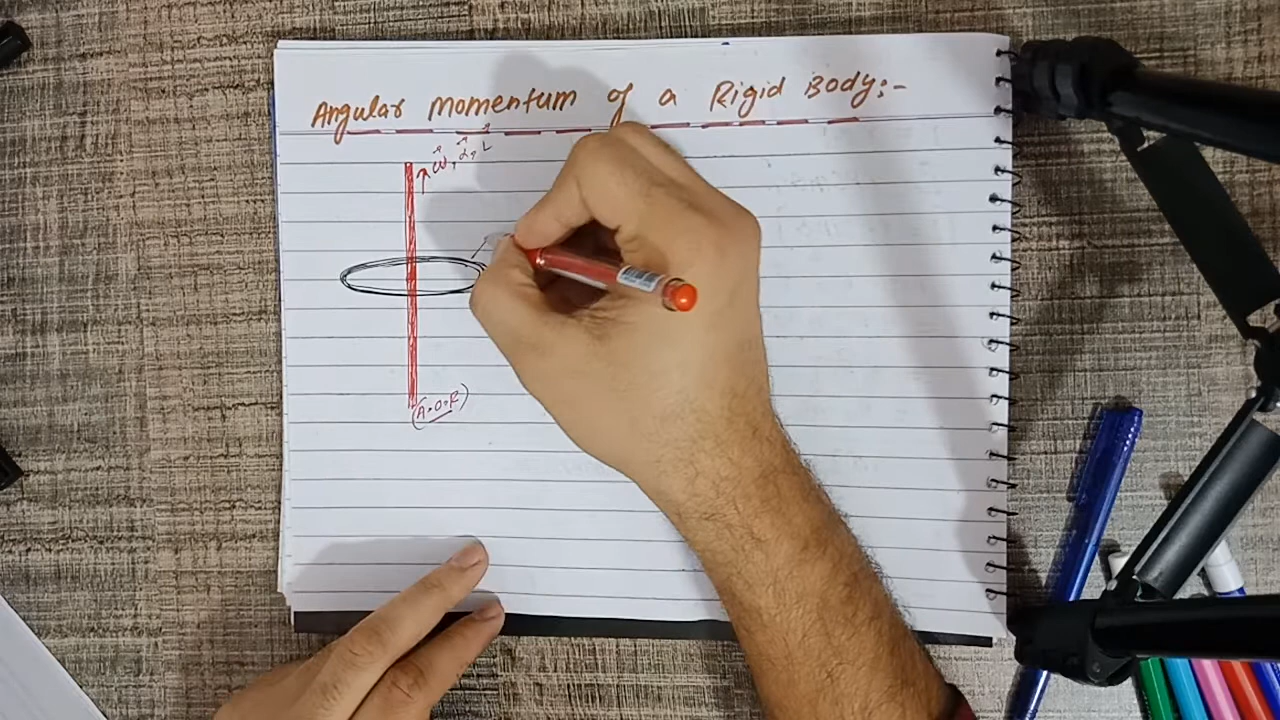 Angular Momentum of a Rigid Body:-
ω⃗, α⃗, L⃗
(A.O.R)